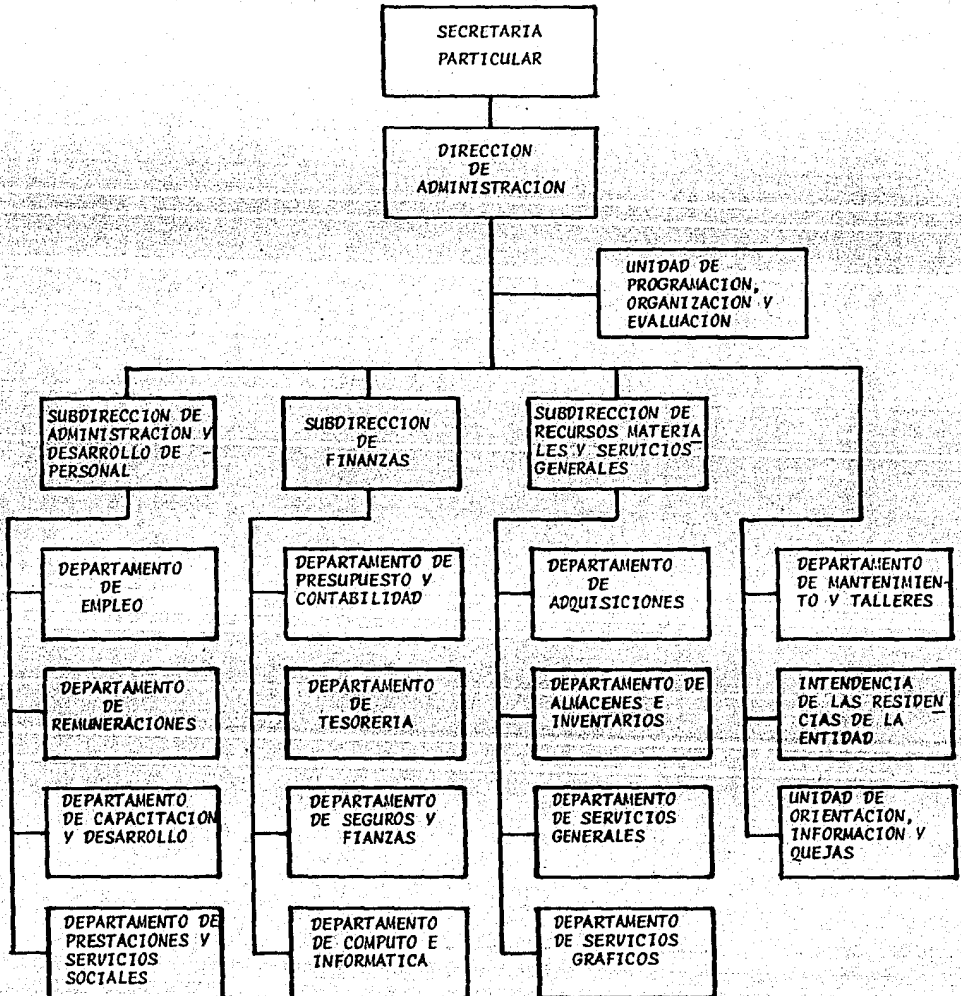 SECRETARIA
PARTICULAR
DIRECCION
DE
ADMINISTRACION
UNIDAD DE
PROGRAMACION,
ORGANIZACION Y
EVALUACION
SUBDIRECCION DE
ADMINISTRACION Y
DESARROLLO DE -
PERSONAL
SUBDIRECCION
DE
FINANZAS
SUBDIRECCION DE
RECURSOS MATERIA
LES Y SERVICIOS
GENERALES
DEPARTAMENTO
DE
EMPLEO
DEPARTAMENTO
DE
REMUNERACIONES
DEPARTAMENTO
DE CAPACITACION
Y DESARROLLO
DEPARTAMENTO DE
PRESTACIONES Y
SERVICIOS
SOCIALES
DEPARTAMENTO DE
PRESUPUESTO Y
CONTABILIDAD
DEPARTAMENTO
DE
TESORERIA
DEPARTAMENTO
DE SEGUROS Y
FIANZAS
DEPARTAMENTO
DE COMPUTO E
INFORMATICA
DEPARTAMENTO
DE
ADQUISICIONES
DEPARTAMENTO DE
ALMACENES E
INVENTARIOS
DEPARTAMENTO
DE SERVICIOS
GENERALES
DEPARTAMENTO
DE SERVICIOS
GRAFICOS
DEPARTAMENTO
DE MANTENIMIEN-
TO Y TALLERES
INTENDENCIA
DE LAS RESIDEN
CIAS DE LA
ENTIDAD
UNIDAD DE
ORIENTACION,
INFORMACION Y
QUEJAS